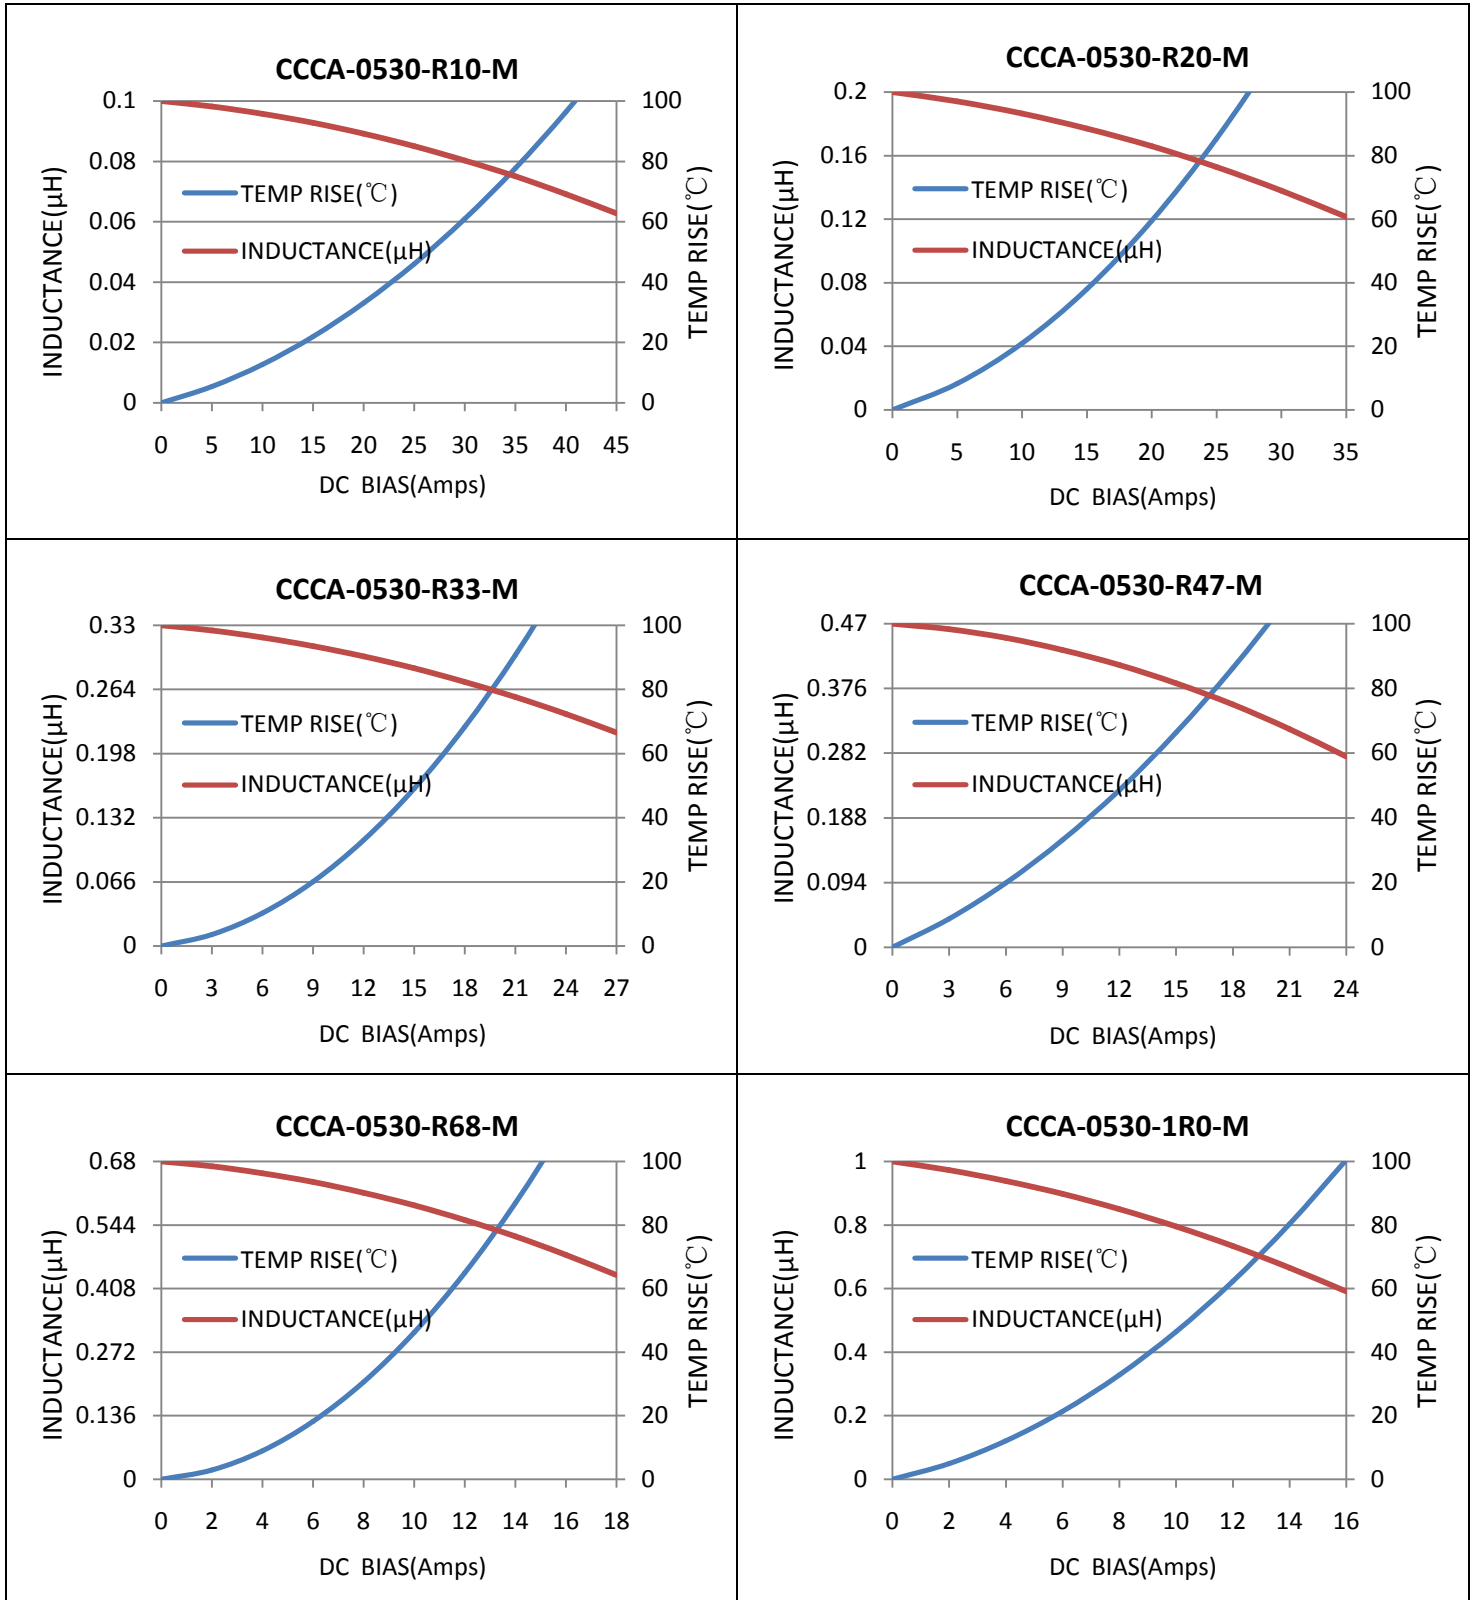 CCCA-0530-R10-M
INDUCTANCE(µH)
0.1
0.08
0.06
0.04
0.02
0
TEMP RISE(℃)
INDUCTANCE(µH)
100
80
60
40
20
0
TEMP RISE(℃)
0 5 10 15 20 25 30 35 40 45
DC BIAS(Amps)
CCCA-0530-R20-M
INDUCTANCE(µH)
0.2
0.16
0.12
0.08
0.04
0
TEMP RISE(℃)
INDUCTANCE(µH)
100
80
60
40
20
0
TEMP RISE(℃)
0 5 10 15 20 25 30 35
DC BIAS(Amps)
CCCA-0530-R33-M
INDUCTANCE(µH)
0.33
0.264
0.198
0.132
0.066
0
TEMP RISE(℃)
INDUCTANCE(µH)
100
80
60
40
20
0
TEMP RISE(℃)
0 3 6 9 12 15 18 21 24 27
DC BIAS(Amps)
CCCA-0530-R47-M
INDUCTANCE(µH)
0.47
0.376
0.282
0.188
0.094
0
TEMP RISE(℃)
INDUCTANCE(µH)
100
80
60
40
20
0
TEMP RISE(℃)
0 3 6 9 12 15 18 21 24
DC BIAS(Amps)
CCCA-0530-R68-M
INDUCTANCE(µH)
0.68
0.544
0.408
0.272
0.136
0
TEMP RISE(℃)
INDUCTANCE(µH)
100
80
60
40
20
0
TEMP RISE(℃)
0 2 4 6 8 10 12 14 16 18
DC BIAS(Amps)
CCCA-0530-1R0-M
INDUCTANCE(µH)
1
0.8
0.6
0.4
0.2
0
TEMP RISE(℃)
INDUCTANCE(µH)
100
80
60
40
20
0
TEMP RISE(℃)
0 2 4 6 8 10 12 14 16
DC BIAS(Amps)